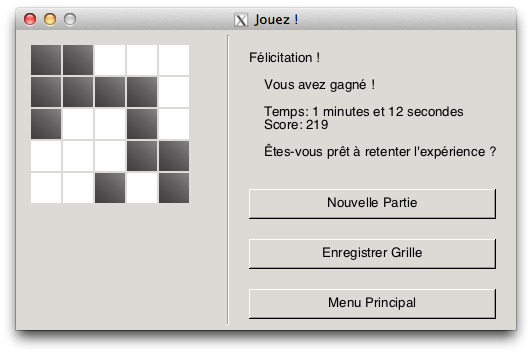 Jouez !
Félicitation !
Vous avez gagné !
Temps: 1 minutes et 12 secondes
Score: 219
Êtes-vous prêt à retenter l'expérience ?
Nouvelle Partie
Enregistrer Grille
Menu Principal